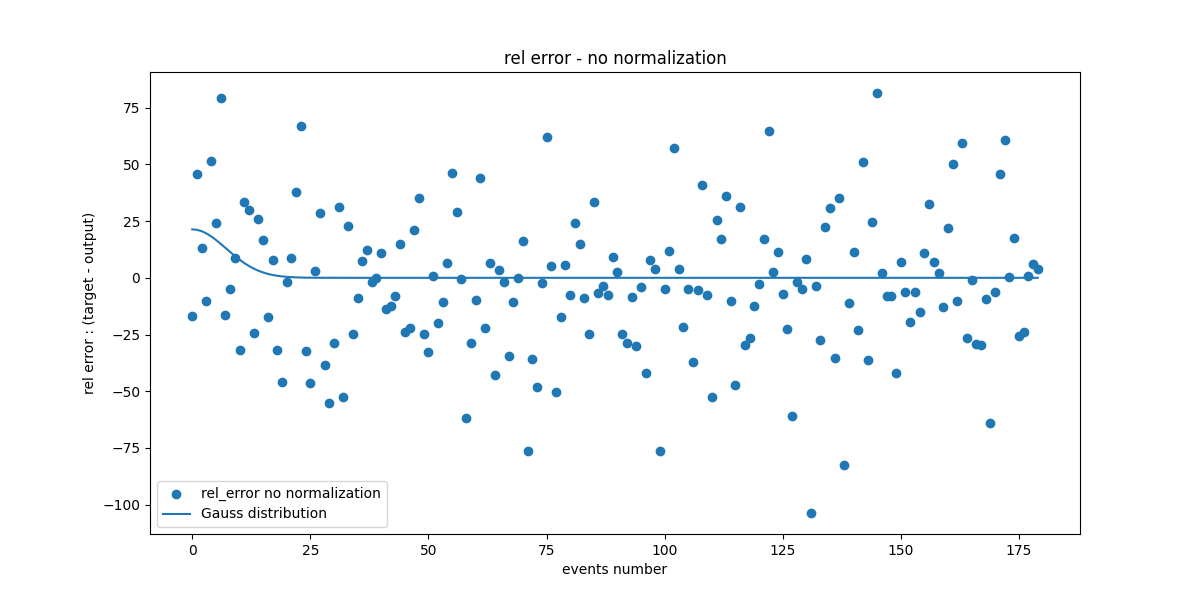 rel error - no normalization
rel error : (tarrget - output)
75
50
25
0
−25
−50
−75
−100
rel_error no normalization
Gauss distribution
0 25 50 75 100 125 150 175
events number